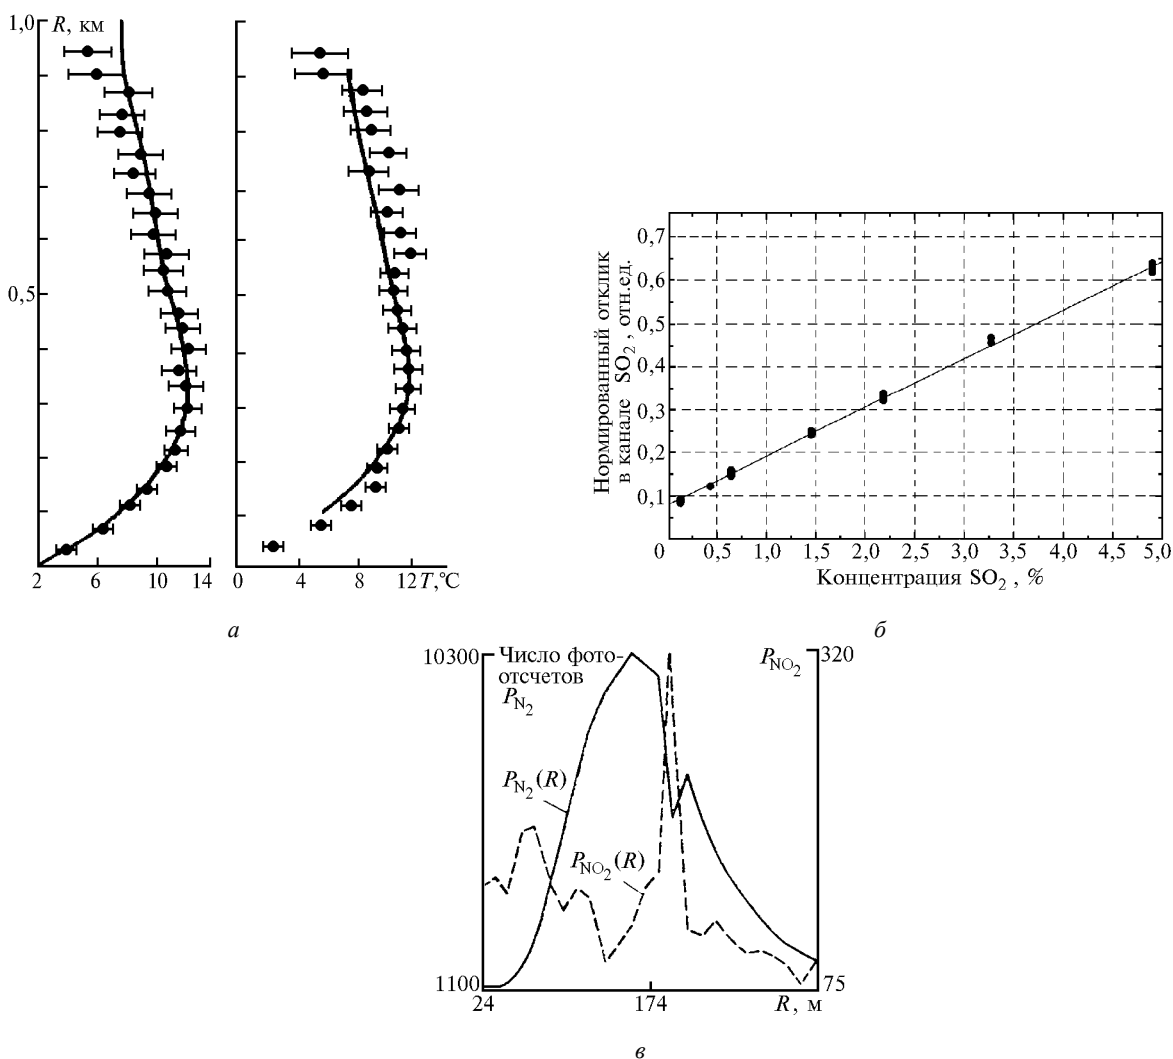 1,0 R, км
0,5
2 6 10 14
0 4 8 12 T,°C
а
Нормированный отклик
в канале SO2, отн.ед.
0,7
0,6
0,5
0,4
0,3
0,2
0,1
0 0,5 1,0 1,5 2,0 2,5 3,0 3,5 4,0 4,5 5,0
Концентрация SO2 , %
б
10300 Число фото-
отсчетов
PN2
PNO2 320
PN2(R)
PNO2(R)
1100 75
24 174 R, м
в